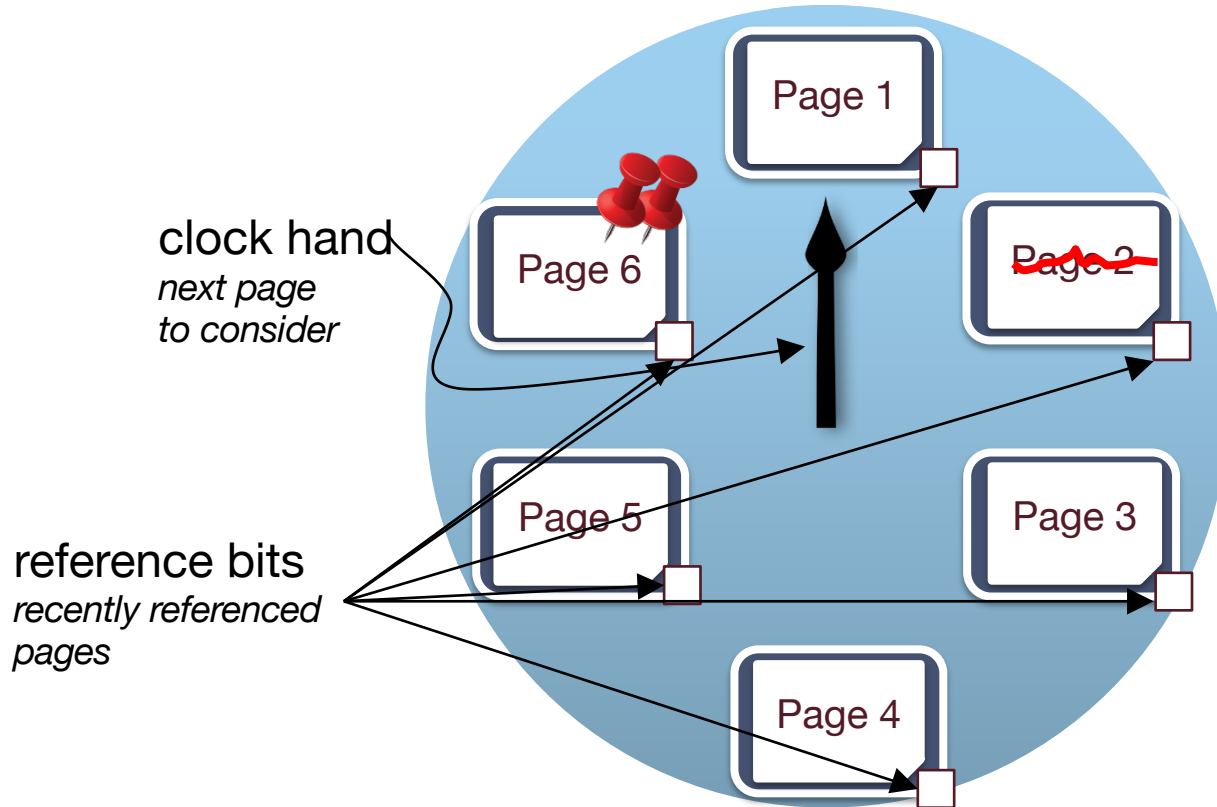 Page 1
clock hand
next page
to consider
Page 6
Page 2
Page 5
Page 3
reference bits
recently referenced
pages
Page 4